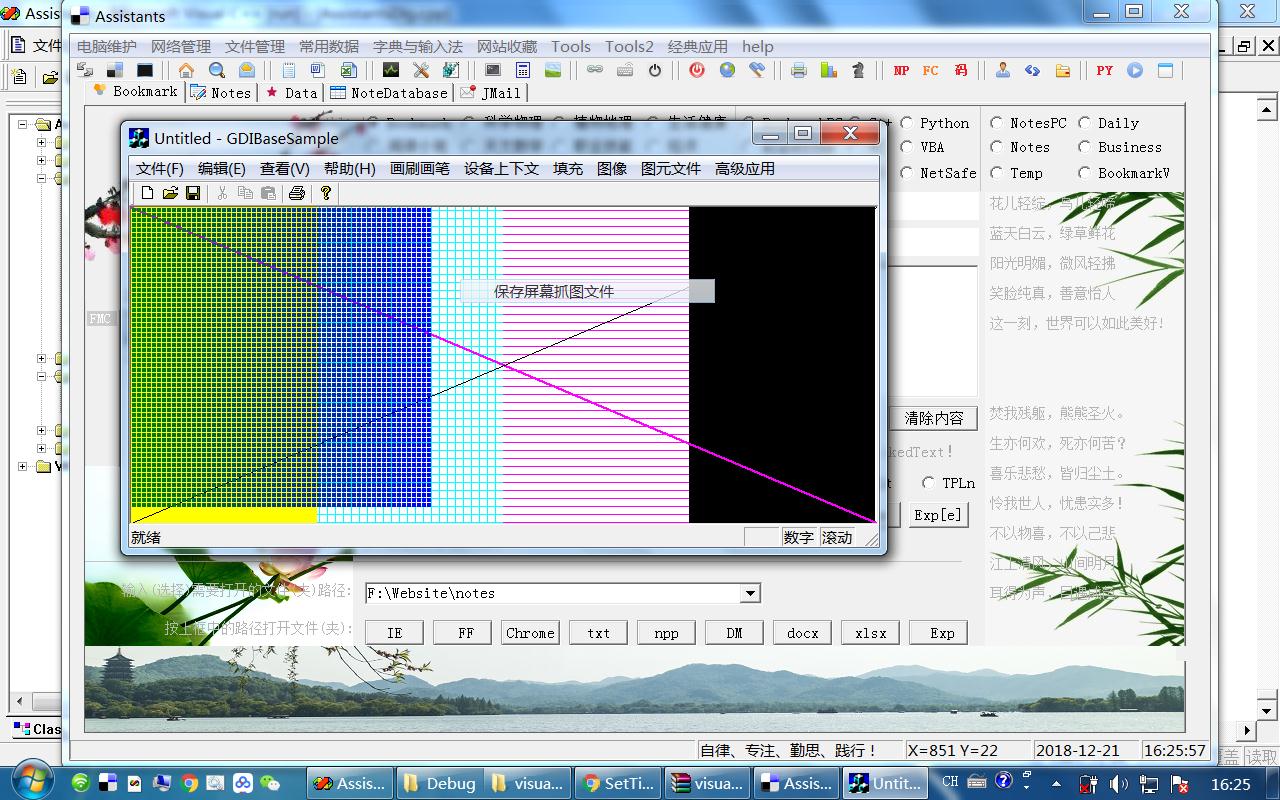 Assis
Assistants
电脑维护 网络管理 文件管理 常用数据 字典与输入法 网站收藏 Tools Tools2 经典应用 help
文件
NP FC 码 PY
Bookmark Notes Data NoteDatabase JMail
Python NotesPC Daily
VBA Notes Business
NetSafe Temp BookmarkV
Untitled - GDIBaseSample
文件(F) 编辑(E) 查看(V) 帮助(H) 画刷画笔 设备上下文 填充 图像 图元文件 高级应用
保存屏幕抓图文件
就绪 数字 滚动
FMC
花儿轻绽，鸟儿轻啼
蓝天白云，绿草鲜花
阳光明媚，微风轻拂
笑脸纯真，善意怡人
这一刻，世界可以如此美好！
清除内容
kedText!
t TPLn
Exp[e]
焚我残躯，熊熊圣火。
生亦何欢，死亦何苦？
喜乐悲愁，皆归尘土。
怜我世人，忧患实多！
不以物喜，不以己悲
江上清风，山间明月
耳得为声，目遇成色
输入(选择)需要打开的文件(夹)路径: F:\Website\notes
按上框中的路径打开文件(夹): IE FF Chrome txt npp DM docx xlsx Exp
Clas
自律、专注、勤思、践行！ X=851 Y=22 2018-12-21 16:25:57
覆盖 读取
Assis... Debug visua... SetTi... visua... Assis... Untit... CH 16:25